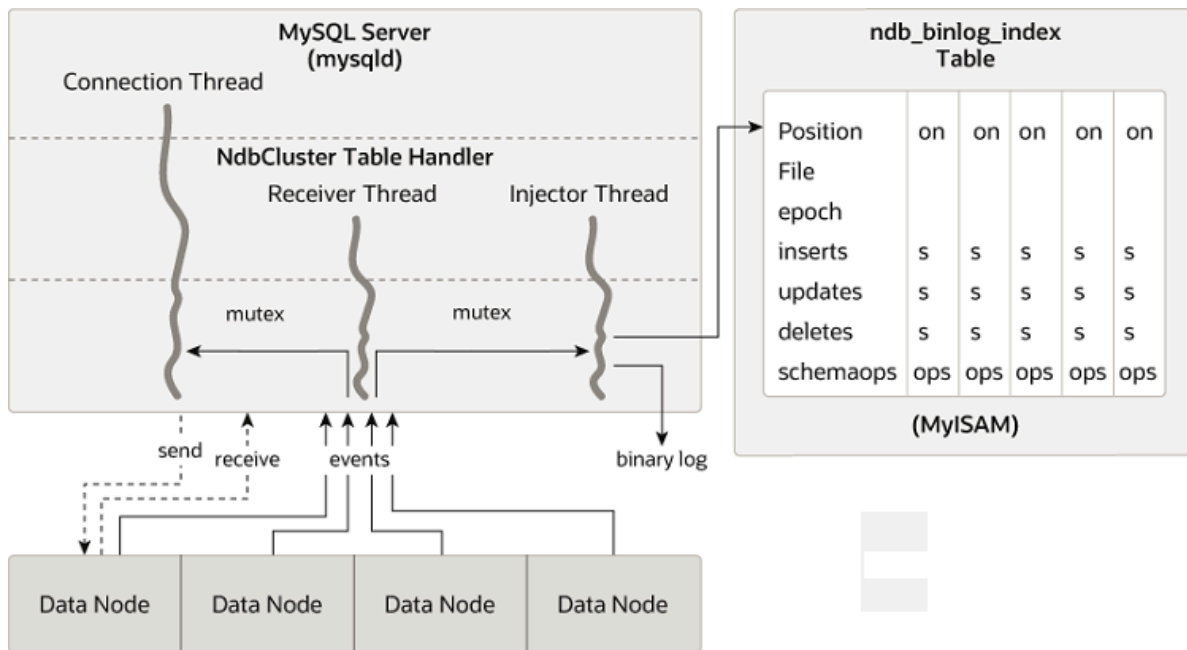 MySQL Server
(mysqld)
Connection Thread
NdbCluster Table Handler
Receiver Thread
Injector Thread
mutex
mutex
send
receive
events
binary log
Data Node
Data Node
Data Node
Data Node
ndb_binlog_index
Table
Position on on on on on
File
epoch
inserts s s s s s
updates s s s s s
deletes s s s s s
schemaops ops ops ops ops ops
(MyISAM)